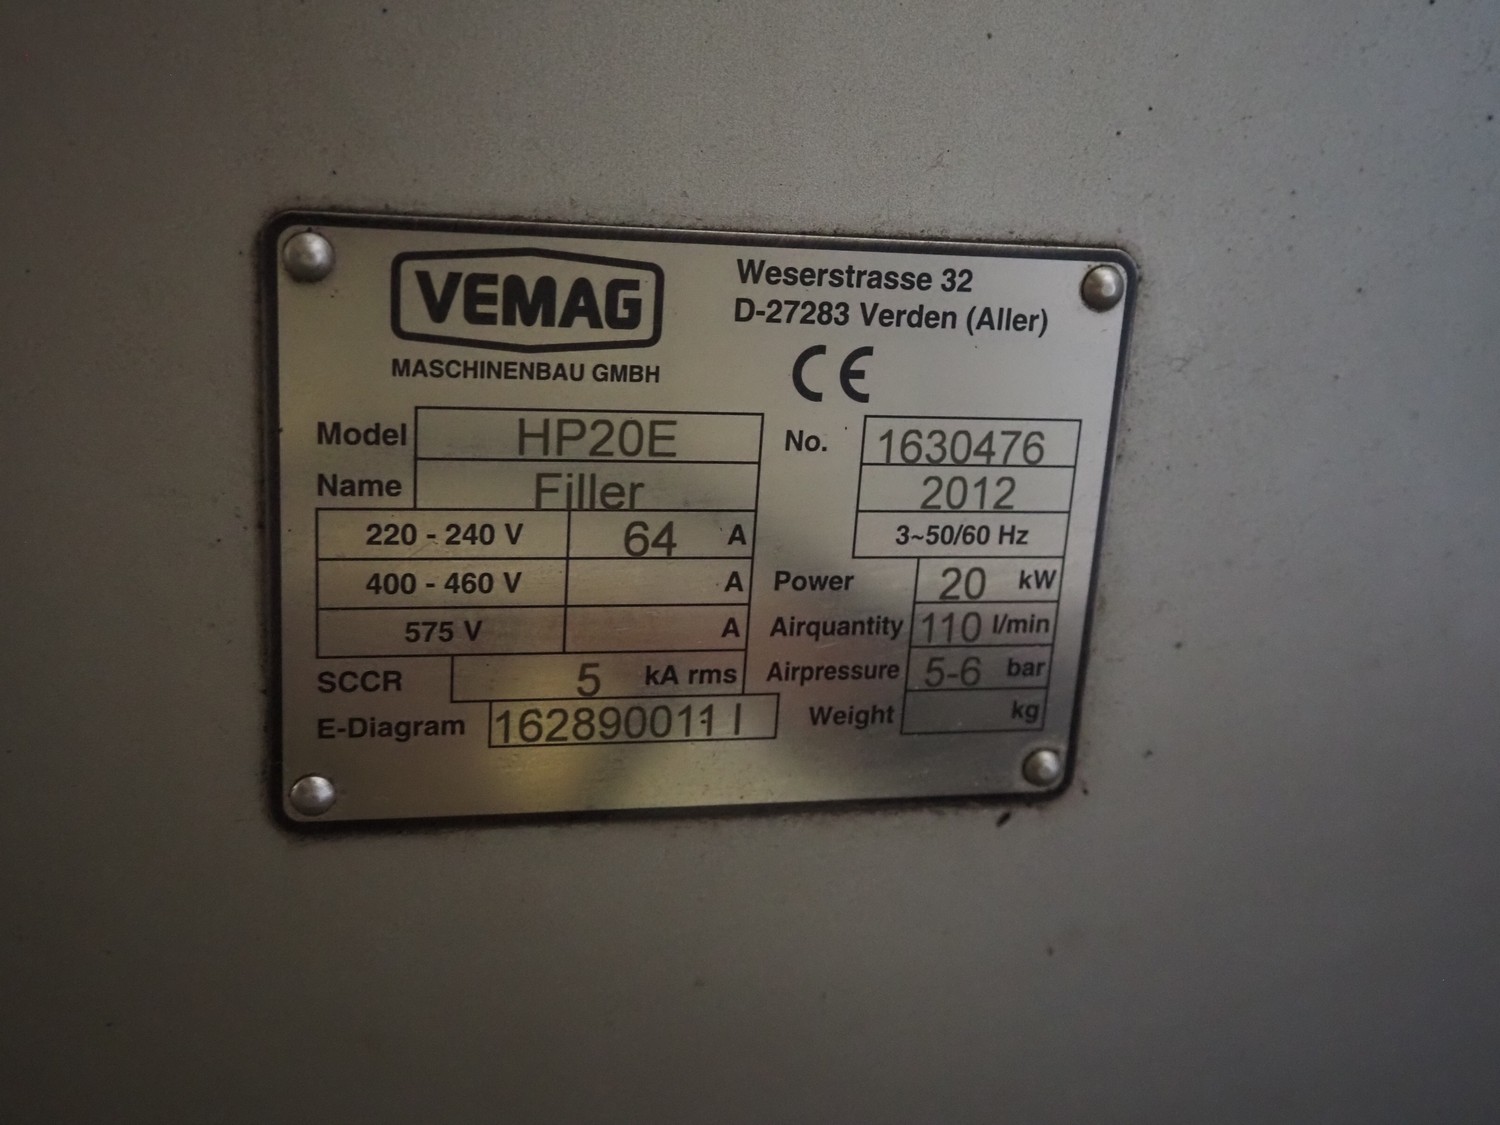 VEMAG
MASCHINENBAU GMBH
Weserstrasse 32
D-27283 Verden (Aller)
CE
Model HP20E
Name Filler
No. 1630476
2012
3~50/60 Hz
220 - 240 V 64 A
400 - 460 V A
575 V A
SCCR 5 kA rms
E-Diagram 162890011 I
Power 20 kW
Airquantity 110 l/min
Airpressure 5-6 bar
Weight kg